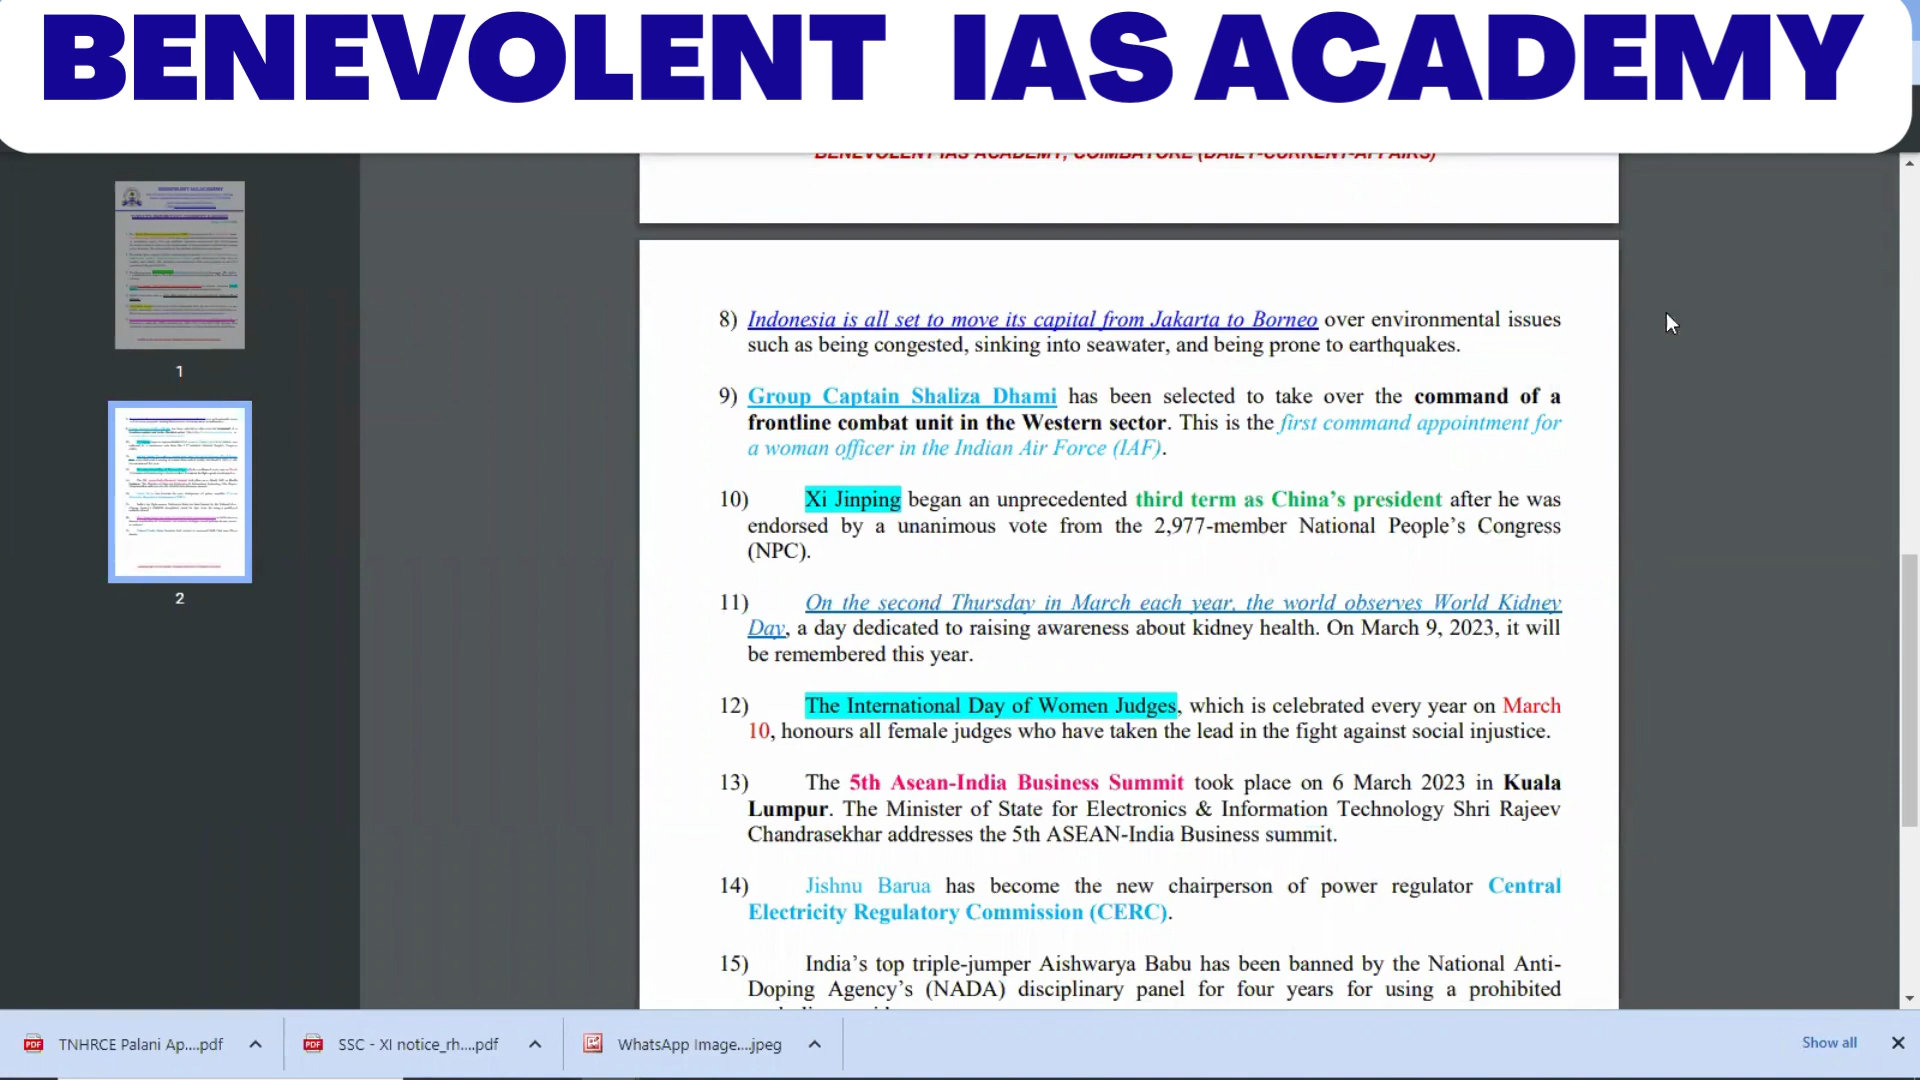 BENEVOLENT IAS ACADEMY
BENEVOLENT IAS ACADEMY, COIMBATORE (DAILY-CURRENT-AFFAIRS)
1
2
8) Indonesia is all set to move its capital from Jakarta to Borneo over environmental issues
such as being congested, sinking into seawater, and being prone to earthquakes.
9) Group Captain Shaliza Dhami has been selected to take over the command of a
frontline combat unit in the Western sector. This is the first command appointment for
a woman officer in the Indian Air Force (IAF).
10) Xi Jinping began an unprecedented third term as China's president after he was
endorsed by a unanimous vote from the 2,977-member National People's Congress
(NPC).
11) On the second Thursday in March each year, the world observes World Kidney
Day, a day dedicated to raising awareness about kidney health. On March 9, 2023, it will
be remembered this year.
12) The International Day of Women Judges, which is celebrated every year on March
10, honours all female judges who have taken the lead in the fight against social injustice.
13) The 5th Asean-India Business Summit took place on 6 March 2023 in Kuala
Lumpur. The Minister of State for Electronics & Information Technology Shri Rajeev
Chandrasekhar addresses the 5th ASEAN-India Business summit.
14) Jishnu Barua has become the new chairperson of power regulator Central
Electricity Regulatory Commission (CERC).
15) India's top triple-jumper Aishwarya Babu has been banned by the National Anti-
Doping Agency's (NADA) disciplinary panel for four years for using a prohibited
TNHRCE Palani Ap....pdf
SSC - XI notice_rh....pdf
WhatsApp Image....jpeg
Show all